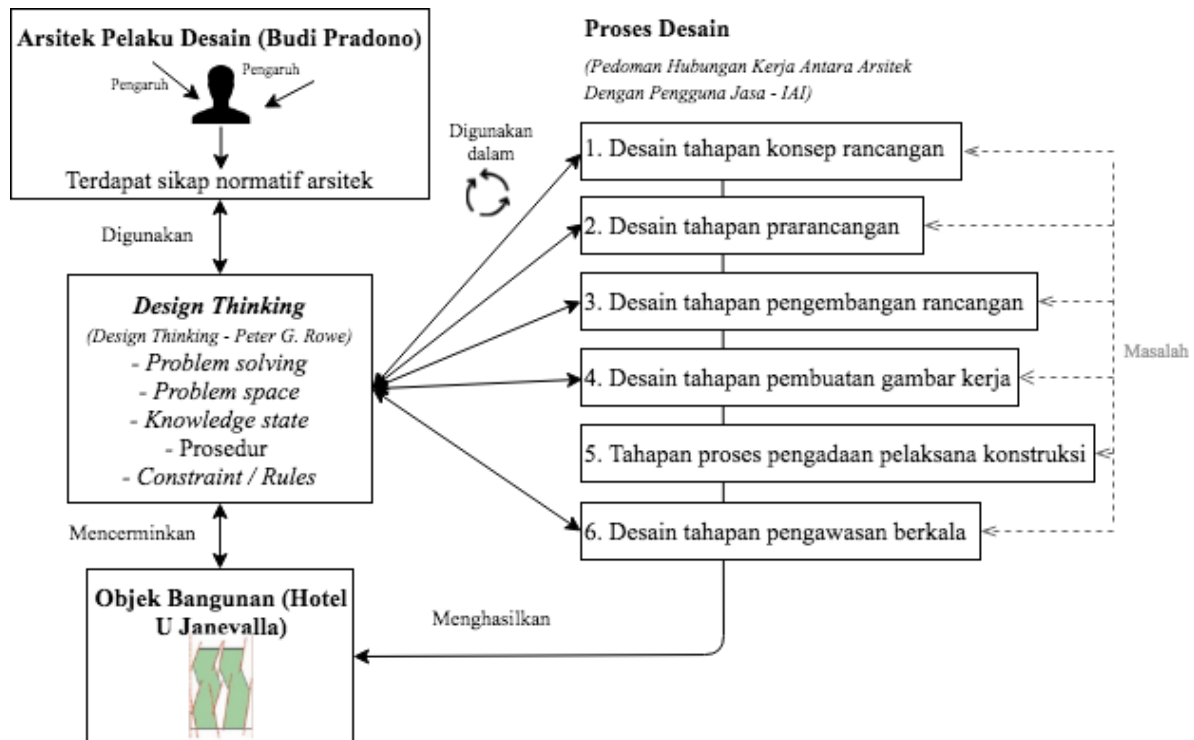 Arsitek Pelaku Desain (Budi Pradono)
Pengaruh
Pengaruh
Terdapat sikap normatif arsitek
Digunakan
Design Thinking
(Design Thinking - Peter G. Rowe)
- Problem solving
- Problem space
- Knowledge state
- Prosedur
- Constraint / Rules
Mencerminkan
Objek Bangunan (Hotel
U Janevalla)
Digunakan
dalam
Proses Desain
(Pedoman Hubungan Kerja Antara Arsitek
Dengan Pengguna Jasa - IAI)
1. Desain tahapan konsep rancangan
2. Desain tahapan prarancangan
3. Desain tahapan pengembangan rancangan
4. Desain tahapan pembuatan gambar kerja
5. Tahapan proses pengadaan pelaksana konstruksi
6. Desain tahapan pengawasan berkala
Masalah
Menghasilkan